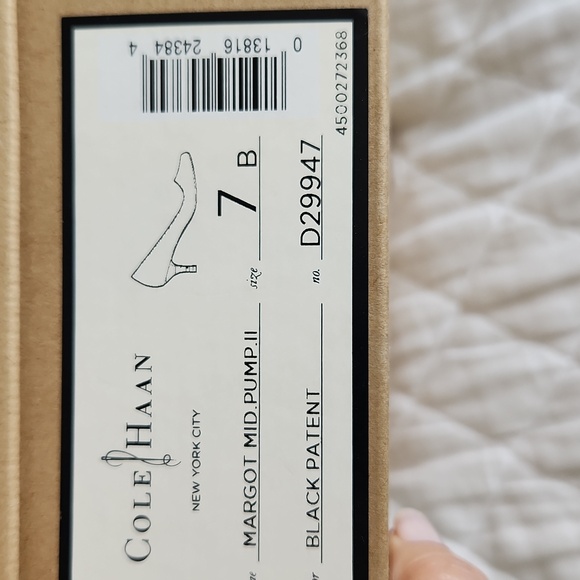 COLE HAAN
NEW YORK CITY
MARGOT MID.PUMP.II
size 7 B
BLACK PATENT
no. D29947
4500272368
0 13816 24384 4